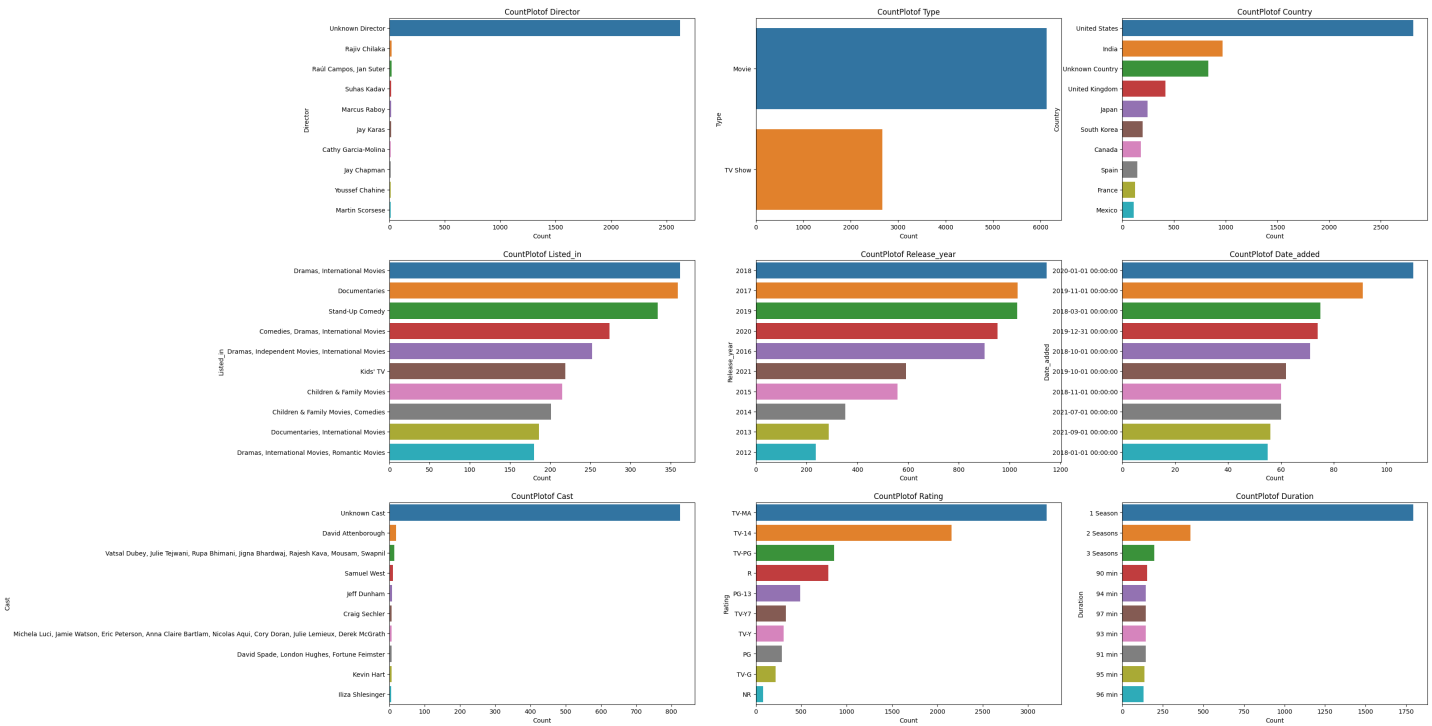 CountPlotof Director
Unknown Director
Rajiv Chilaka
Raúl Campos, Jan Suter
Suhas Kadav
Marcus Raboy
Jay Karas
Cathy Garcia-Molina
Jay Chapman
Youssef Chahine
Martin Scorsese
Director
0 500 1000 1500 2000 2500
Count
CountPlotof Type
Movie
TV Show
Type
0 1000 2000 3000 4000 5000 6000
Count
CountPlotof Country
United States
India
Unknown Country
United Kingdom
Japan
South Korea
Canada
Spain
France
Mexico
Country
0 500 1000 1500 2000 2500
Count
CountPlotof Listed_in
Dramas, International Movies
Documentaries
Stand-Up Comedy
Comedies, Dramas, International Movies
Dramas, Independent Movies, International Movies
Kids' TV
Children & Family Movies
Children & Family Movies, Comedies
Documentaries, International Movies
Dramas, International Movies, Romantic Movies
Listed_in
0 50 100 150 200 250 300 350
Count
CountPlotof Release_year
2018
2017
2019
2020
2016
2021
2015
2014
2013
2012
Release_year
0 200 400 600 800 1000 1200
Count
CountPlotof Date_added
2020-01-01 00:00:00
2019-11-01 00:00:00
2018-03-01 00:00:00
2019-12-31 00:00:00
2018-10-01 00:00:00
2019-10-01 00:00:00
2018-11-01 00:00:00
2021-07-01 00:00:00
2021-09-01 00:00:00
2018-01-01 00:00:00
Date_added
0 20 40 60 80 100
Count
CountPlotof Cast
Unknown Cast
David Attenborough
Vatsal Dubey, Julie Tejwani, Rupa Bhimani, Jigna Bhardwaj, Rajesh Kava, Mousam, Swapnil
Samuel West
Jeff Dunham
Craig Sechler
Michela Luci, Jamie Watson, Eric Peterson, Anna Claire Bartlam, Nicolas Aqui, Cory Doran, Julie Lemieux, Derek McGrath
David Spade, London Hughes, Fortune Feimster
Kevin Hart
Iliza Shlesinger
Cast
0 100 200 300 400 500 600 700 800
Count
CountPlotof Rating
TV-MA
TV-14
TV-PG
R
PG-13
TV-Y7
TV-Y
PG
TV-G
NR
Rating
0 500 1000 1500 2000 2500 3000
Count
CountPlotof Duration
1 Season
2 Seasons
3 Seasons
90 min
94 min
97 min
93 min
91 min
95 min
96 min
Duration
0 250 500 750 1000 1250 1500 1750
Count